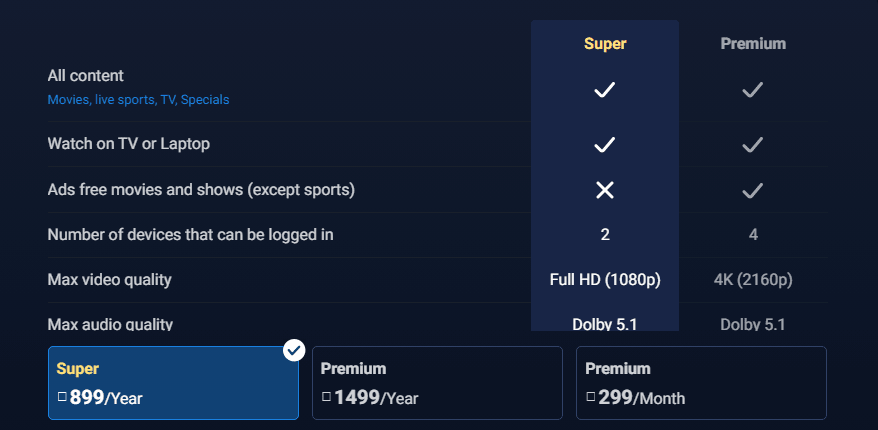 Super Premium
All content
Movies, live sports, TV, Specials
Watch on TV or Laptop
Ads free movies and shows (except sports)
Number of devices that can be logged in 2 4
Max video quality Full HD (1080p) 4K (2160p)
Max audio quality Dolby 5.1 Dolby 5.1
Super Premium Premium
□ 899/Year □ 1499/Year □ 299/Month